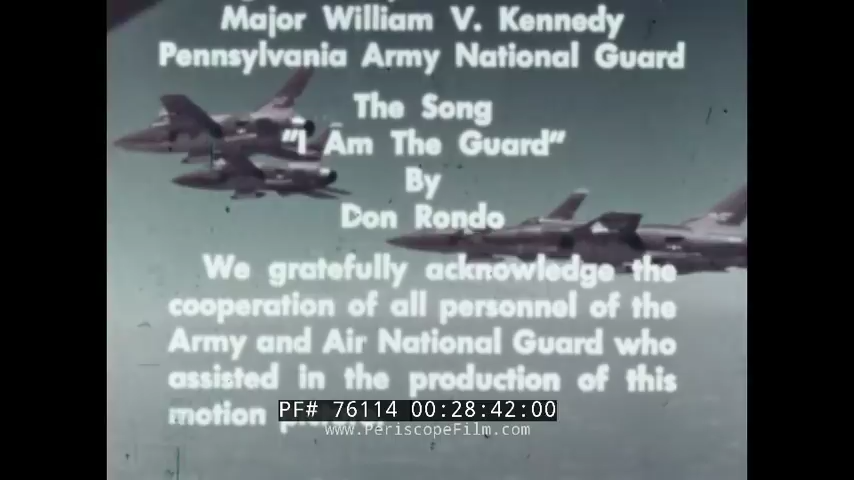 Major William V. Kennedy
Pennsylvania Army National Guard
The Song
"I Am The Guard"
By
Don Rondo
We gratefully acknowledge the
cooperation of all personnel of the
Army and Air National Guard who
assisted in the production of this
motion
PF# 76114 00:28:42:00
www.PeriscopeFilm.com